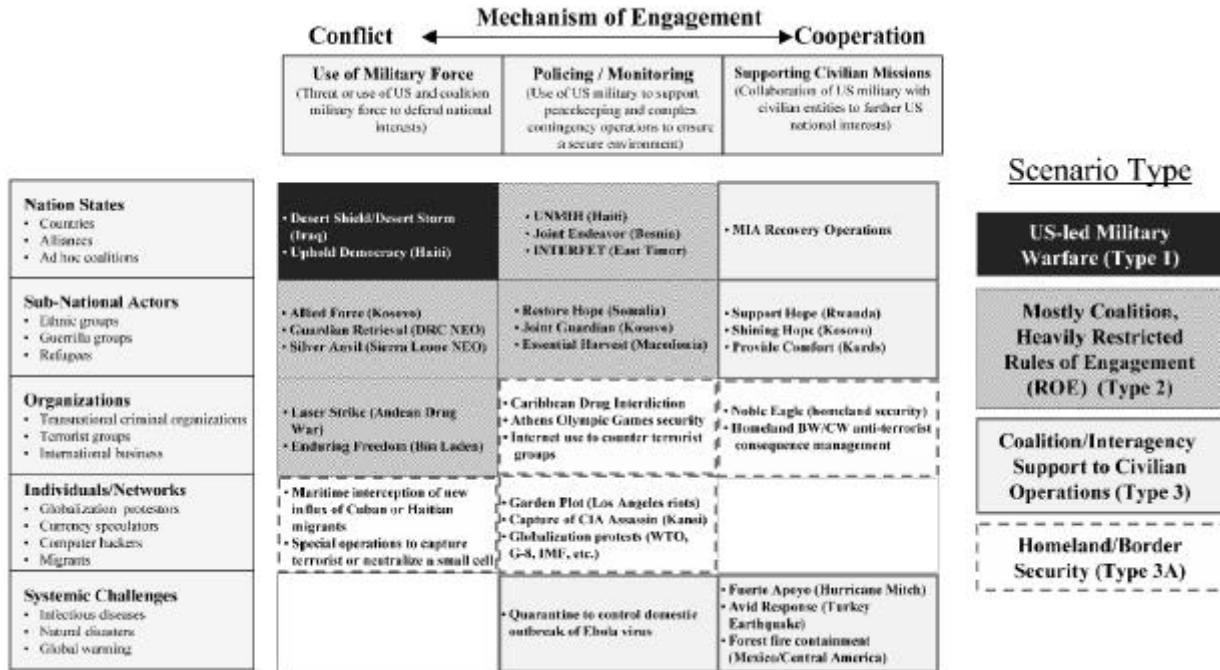 Mechanism of Engagement
Conflict
Cooperation
Use of Military Force
(Threat or use of US and coalition
military force to defend national
interests)
Policing / Monitoring
(Use of US military to support
peacekeeping and complex
contingency operations to ensure
a secure environment)
Supporting Civilian Missions
(Collaboration of US military with
civilian entities to further US
national interests)
Nation States
• Countries
• Alliances
• Ad hoc coalitions
• Desert Shield/Desert Storm
(Iraq)
• Uphold Democracy (Haiti)
• UNMIH (Haiti)
• Joint Endeavor (Bosnia)
• INTERFET (East Timor)
• MIA Recovery Operations
Sub-National Actors
• Ethnic groups
• Guerrilla groups
• Refugees
• Allied Force (Kosovo)
• Guardian Retrieval (DRC NEO)
• Silver Anvil (Sierra Leone NEO)
• Restore Hope (Somalia)
• Joint Guardian (Kosovo)
• Essential Harvest (Macedonia)
• Support Hope (Rwanda)
• Shining Hope (Kosovo)
• Provide Comfort (Kurds)
Organizations
• Transnational criminal organizations
• Terrorist groups
• International business
• Laser Strike (Andean Drug
War)
• Enduring Freedom (Bin Laden)
• Caribbean Drug Interdiction
• Athens Olympic Games security
• Internet use to counter terrorist
groups
• Noble Eagle (homeland security)
• Homeland BW/CW anti-terrorist
consequence management
Individuals/Networks
• Globalization protestors
• Currency speculators
• Computer hackers
• Migrants
• Maritime interception of new
influx of Cuban or Haitian
migrants
• Special operations to capture
terrorist or neutralize a small cell
• Garden Plot (Los Angeles riots)
• Capture of CIA Assassin (Kansi)
• Globalization protests (WTO,
G-8, IMF, etc.)
Systemic Challenges
• Infectious diseases
• Natural disasters
• Global warming
• Quarantine to control domestic
outbreak of Ebola virus
• Fuerte Apoyo (Hurricane Mitch)
• Avid Response (Turkey
Earthquake)
• Forest fire containment
(Mexico/Central America)
Scenario Type
US-led Military
Warfare (Type 1)
Mostly Coalition,
Heavily Restricted
Rules of Engagement
(ROE) (Type 2)
Coalition/Interagency
Support to Civilian
Operations (Type 3)
Homeland/Border
Security (Type 3A)